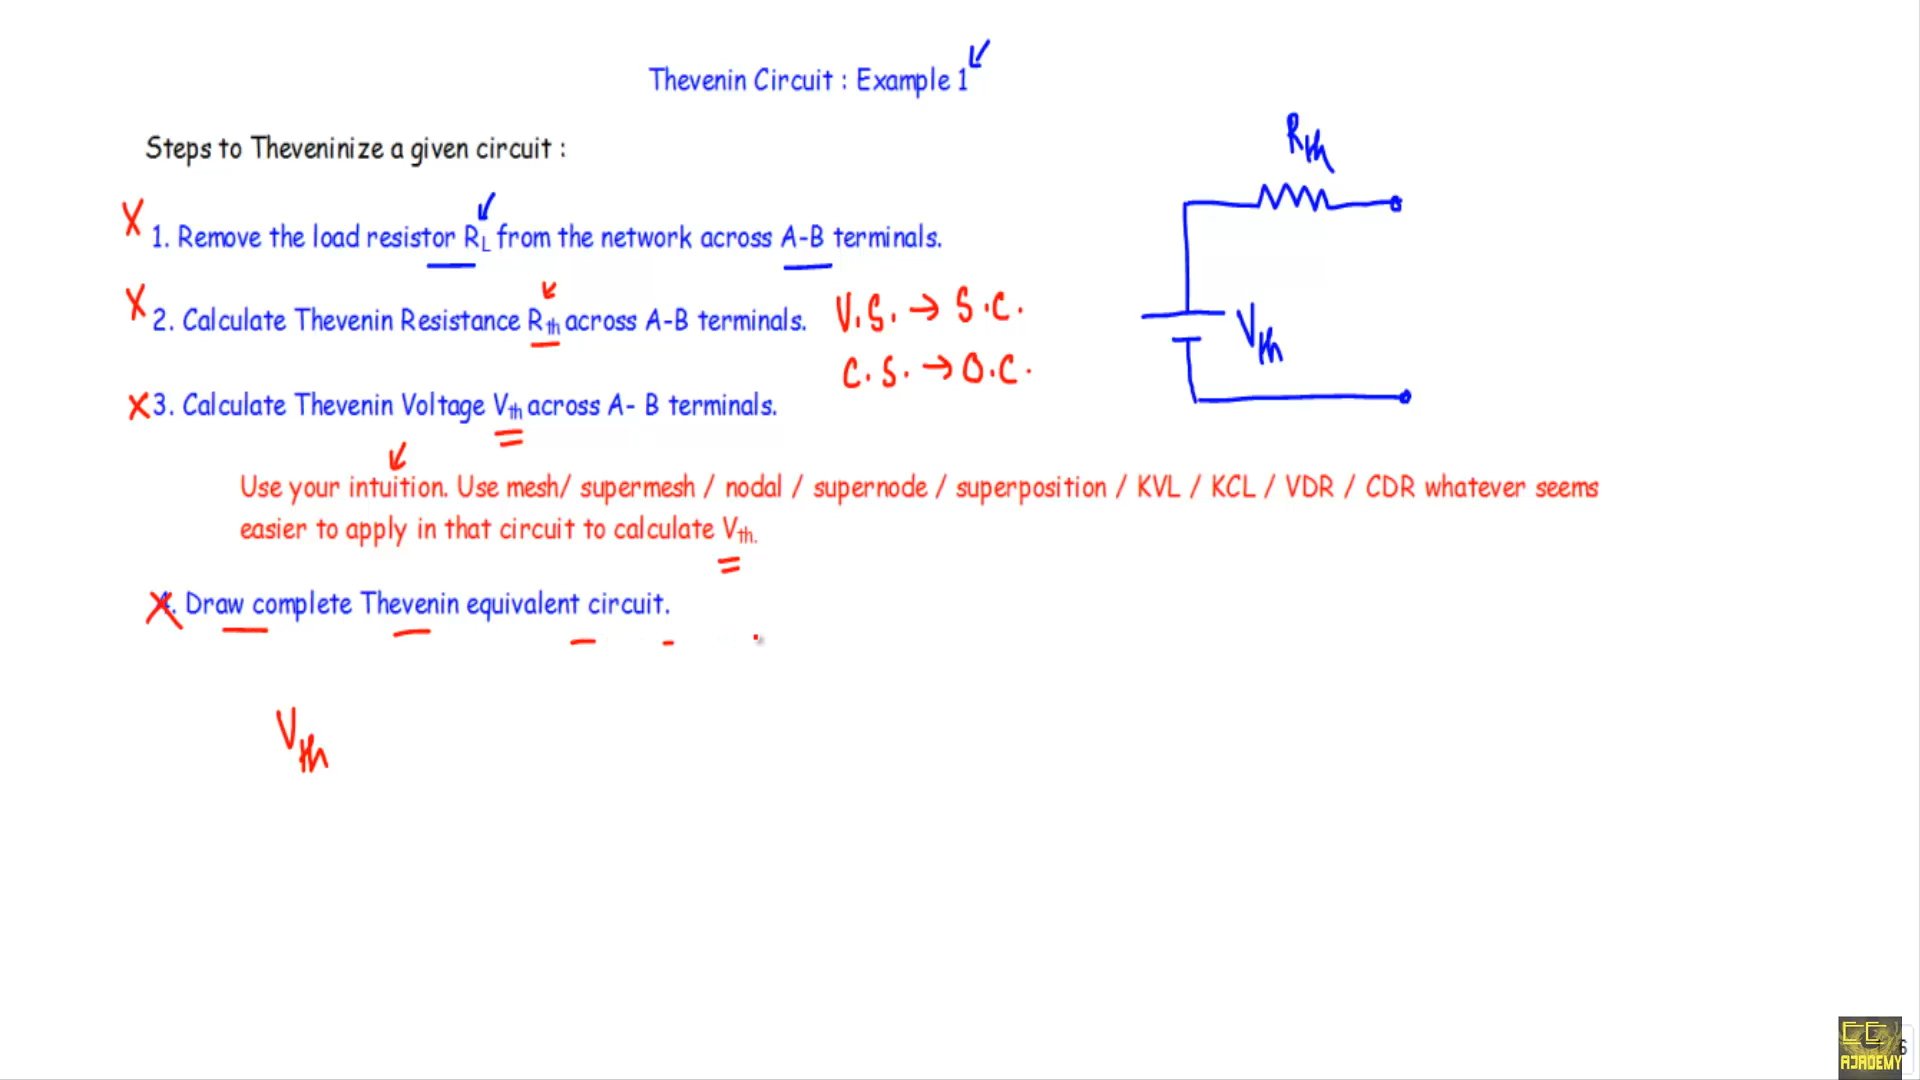 Thevenin Circuit : Example 1
Steps to Theveninize a given circuit :
Rth
X 1. Remove the load resistor RL from the network across A-B terminals.
X 2. Calculate Thevenin Resistance Rth across A-B terminals.
V.S. → S.C.
C.S. → O.C.
Vth
X 3. Calculate Thevenin Voltage Vth across A- B terminals.
Use your intuition. Use mesh/ supermesh / nodal / supernode / superposition / KVL / KCL / VDR / CDR whatever seems
easier to apply in that circuit to calculate Vth.
X 4. Draw complete Thevenin equivalent circuit.
Vth
EE
ACADEMY
6